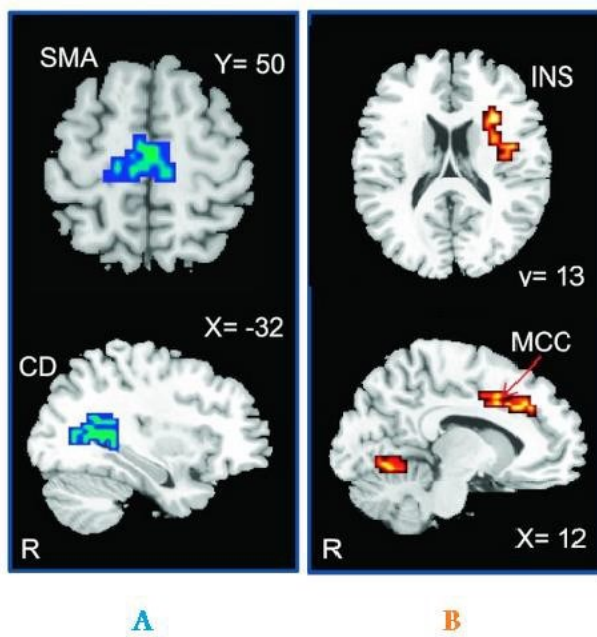 SMA
Y= 50
X= -32
CD
R
A
INS
y= 13
MCC
R
X= 12
B